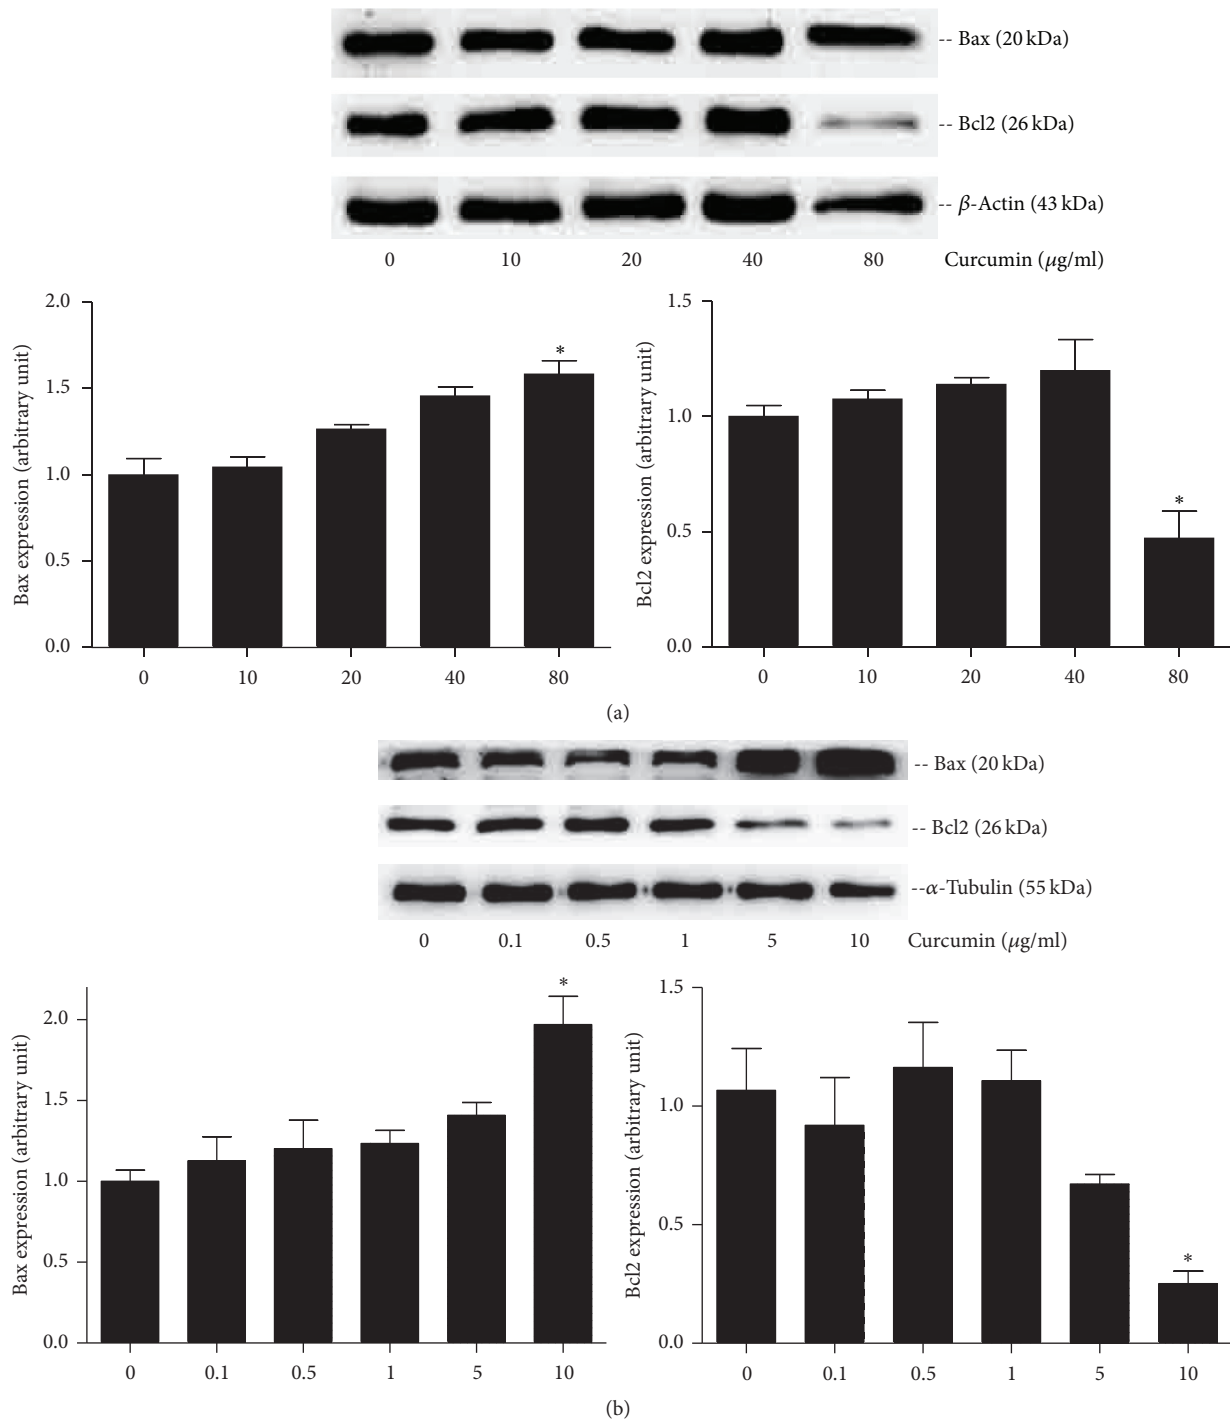 -- Bax (20 kDa)
-- Bcl2 (26 kDa)
-- β-Actin (43 kDa)
0 10 20 40 80 Curcumin (μg/ml)
Bax expression (arbitrary unit)
2.0
1.5
1.0
0.5
0.0
*
0 10 20 40 80
Bcl2 expression (arbitrary unit)
1.5
1.0
0.5
0.0
*
0 10 20 40 80
(a)
-- Bax (20 kDa)
-- Bcl2 (26 kDa)
--α-Tubulin (55 kDa)
0 0.1 0.5 1 5 10 Curcumin (μg/ml)
Bax expression (arbitrary unit)
2.0
1.5
1.0
0.5
0.0
*
0 0.1 0.5 1 5 10
Bcl2 expression (arbitrary unit)
1.5
1.0
0.5
0.0
*
0 0.1 0.5 1 5 10
(b)